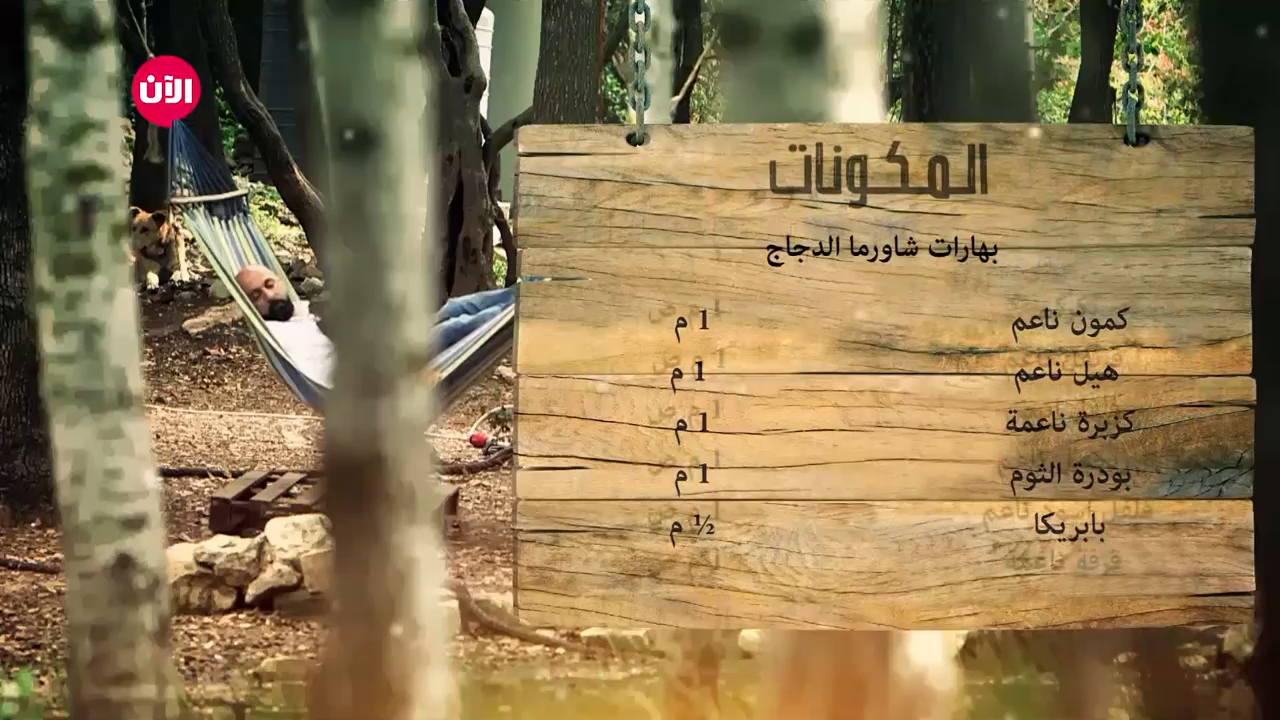 الآن
المكونات
بهارات شاورما الدجاج
كمون ناعم 1 م
هيل ناعم 1 م
كزبرة ناعمة 1 م
بودرة الثوم 1 م
بابريكا ½ م